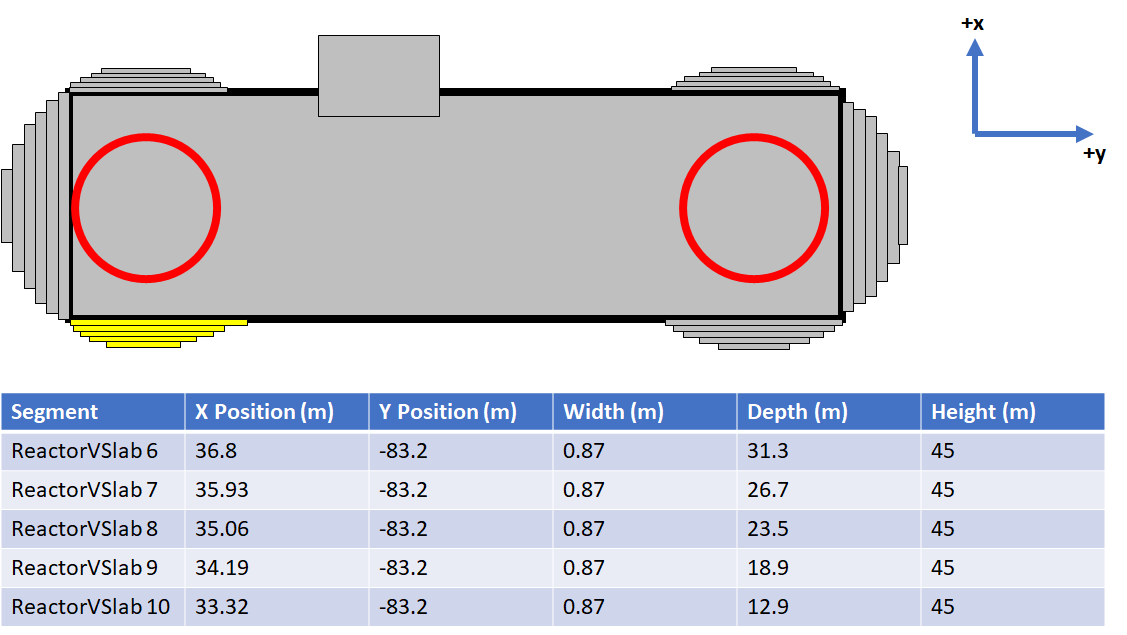 +x
+y
Segment X Position (m) Y Position (m) Width (m) Depth (m) Height (m)
ReactorVSlab 6 36.8 -83.2 0.87 31.3 45
ReactorVSlab 7 35.93 -83.2 0.87 26.7 45
ReactorVSlab 8 35.06 -83.2 0.87 23.5 45
ReactorVSlab 9 34.19 -83.2 0.87 18.9 45
ReactorVSlab 10 33.32 -83.2 0.87 12.9 45